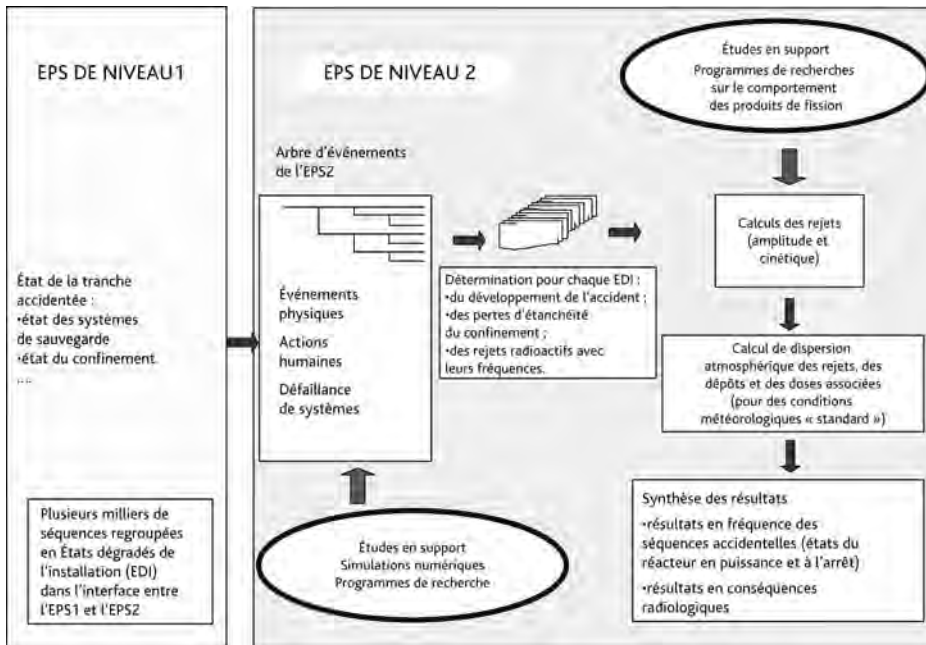 EPS DE NIVEAU1
État de la tranche
accidentée :
•état des systèmes
de sauvegarde
•état du confinement
....
Plusieurs milliers de
séquences regroupées
en États dégradés de
l'installation (EDI)
dans l'interface entre
l'EPS1 et l'EPS2
EPS DE NIVEAU 2
Arbre d'événements
de l'EPS2
Événements
physiques
Actions
humaines
Défaillance
de systèmes
Études en support
Simulations numériques
Programmes de recherche
Détermination pour chaque EDI :
•du développement de l'accident ;
•des pertes d'étanchéité
du confinement ;
•des rejets radioactifs avec
leurs fréquences.
Études en support
Programmes de recherches
sur le comportement
des produits de fission
Calculs des rejets
(amplitude et
cinétique)
Calcul de dispersion
atmosphérique des rejets, des
dépôts et des doses associées
(pour des conditions
météorologiques « standard »)
Synthèse des résultats
•résultats en fréquence des
séquences accidentelles (états du
réacteur en puissance et à l'arrêt)
•résultats en conséquences
radiologiques